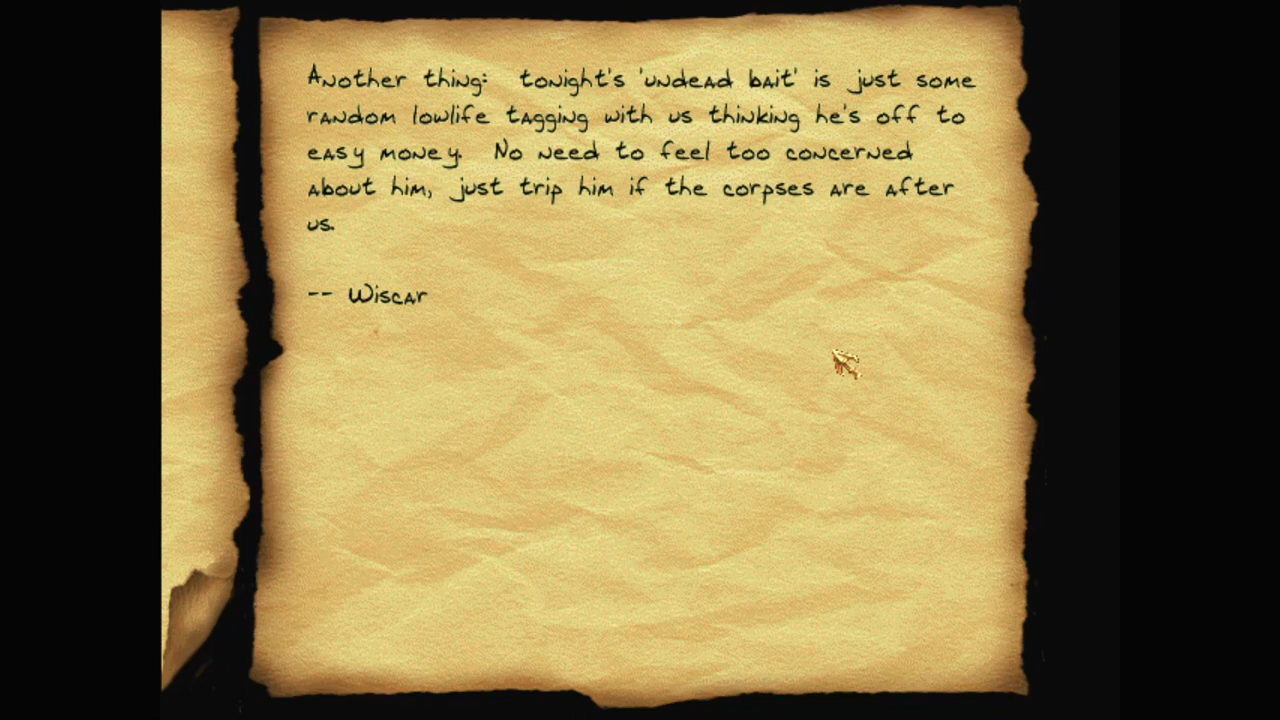 Another thing:  tonight's 'undead bait' is just some
random lowlife tagging with us thinking he's off to
easy money.  No need to feel too concerned
about him, just trip him if the corpses are after
us.
-- Wiscar